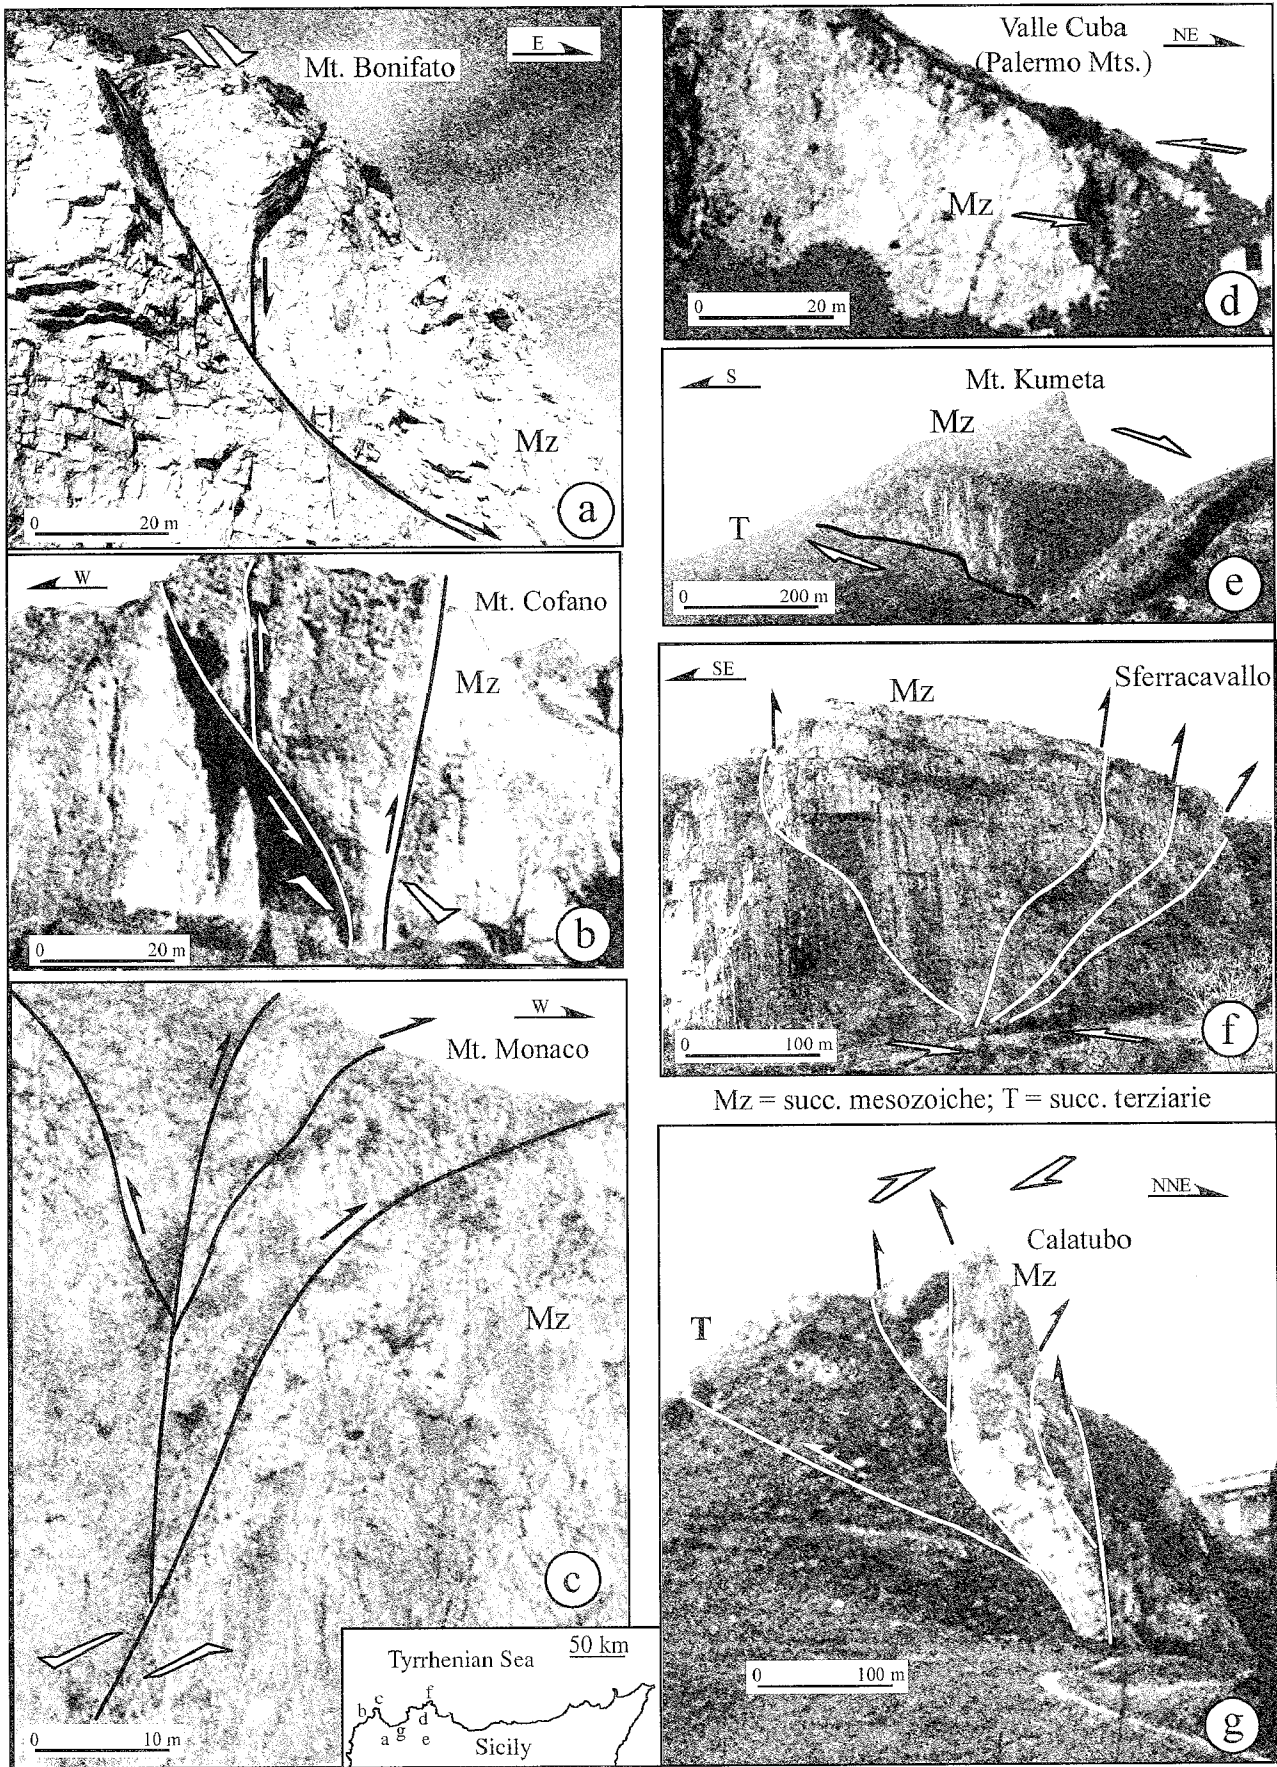 E
Mt. Bonifato
Mz
0 20 m
a
W
Mt. Cofano
Mz
0 20 m
b
W
Mt. Monaco
Mz
0 10 m
c
Tyrrhenian Sea
50 km
b c f
a g d e
Sicily
Valle Cuba
(Palermo Mts.)
NE
Mz
0 20 m
d
S
Mt. Kumeta
Mz
T
0 200 m
e
SE
Mz
Sferracavallo
0 100 m
f
Mz = succ. mesozoiche; T = succ. terziarie
NNE
Calatubo
Mz
T
0 100 m
g